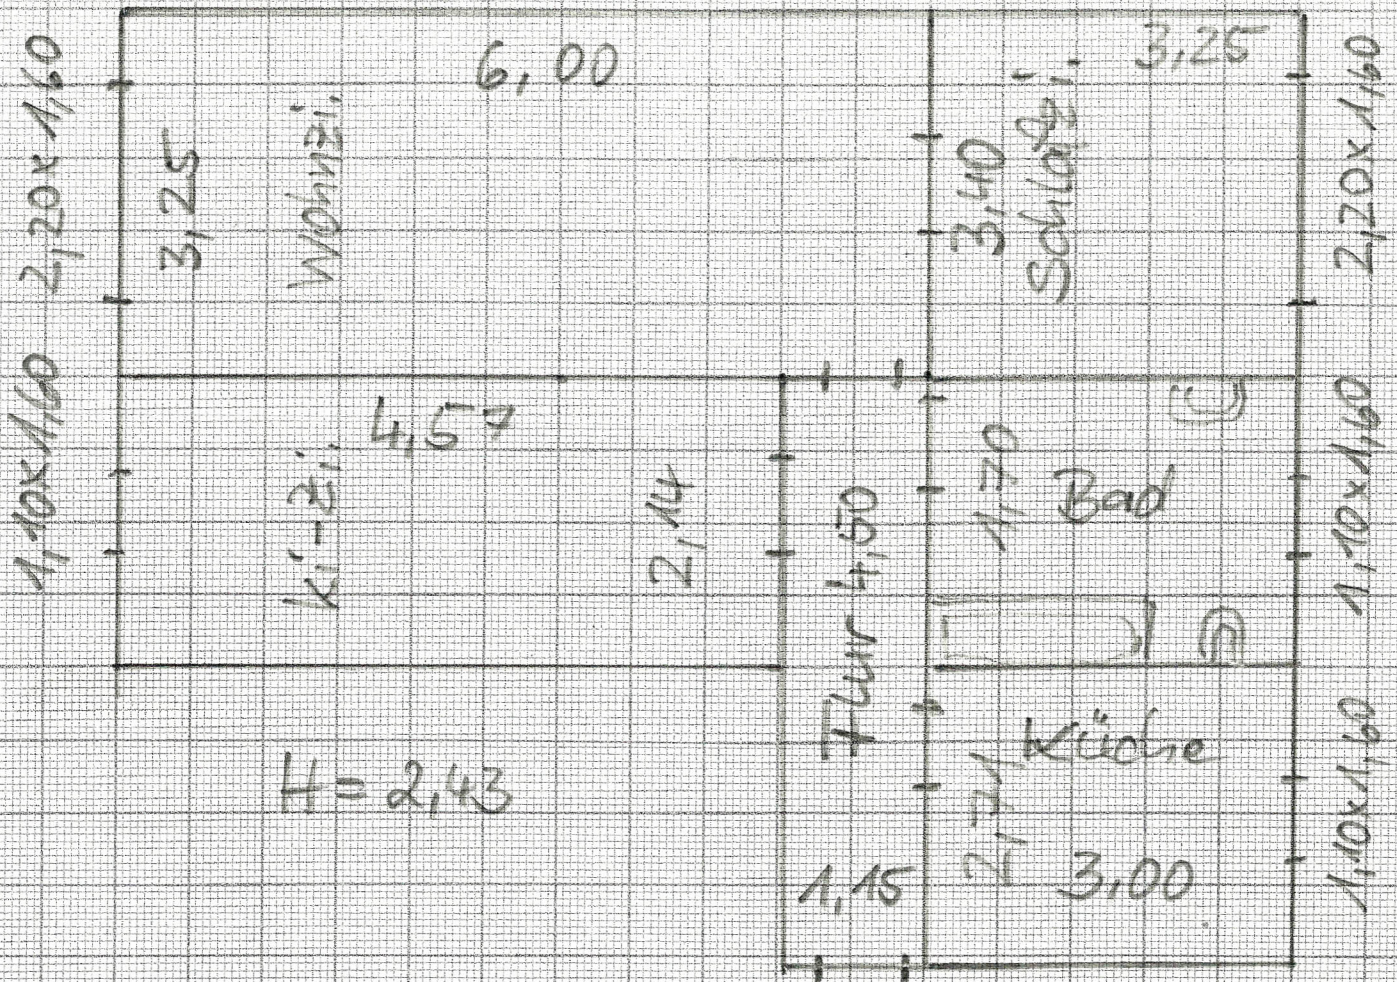 6,00
3,25
2,20x1,60
3,25
Wohnzi.
3,40
Schlafzi.
2,20x1,60
1,10x1,60
4,57
Ki-Zi.
2,14
Flur 4,50
1,70
Bad
1,10x1,60
H = 2,43
1,15
2,71
Küche
3,00
1,10x1,60